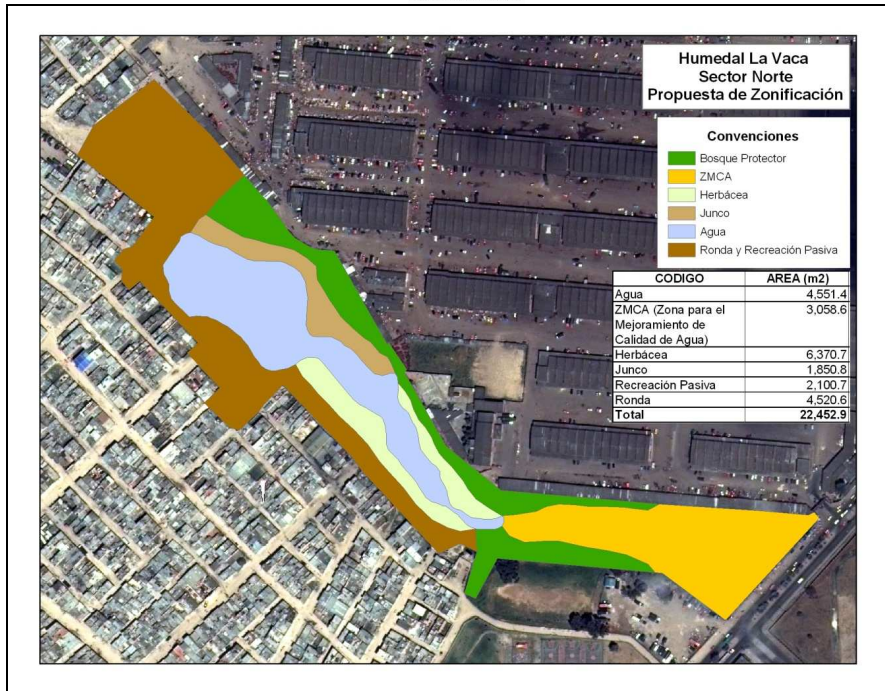 Humedal La Vaca
Sector Norte
Propuesta de Zonificación
Convenciones
Bosque Protector
ZMCA
Herbácea
Junco
Agua
Ronda y Recreación Pasiva
CODIGO AREA (m2)
Agua 4,551.4
ZMCA (Zona para el 3,058.6
Mejoramiento de
Calidad de Agua)
Herbácea 6,370.7
Junco 1,850.8
Recreación Pasiva 2,100.7
Ronda 4,520.6
Total 22,452.9